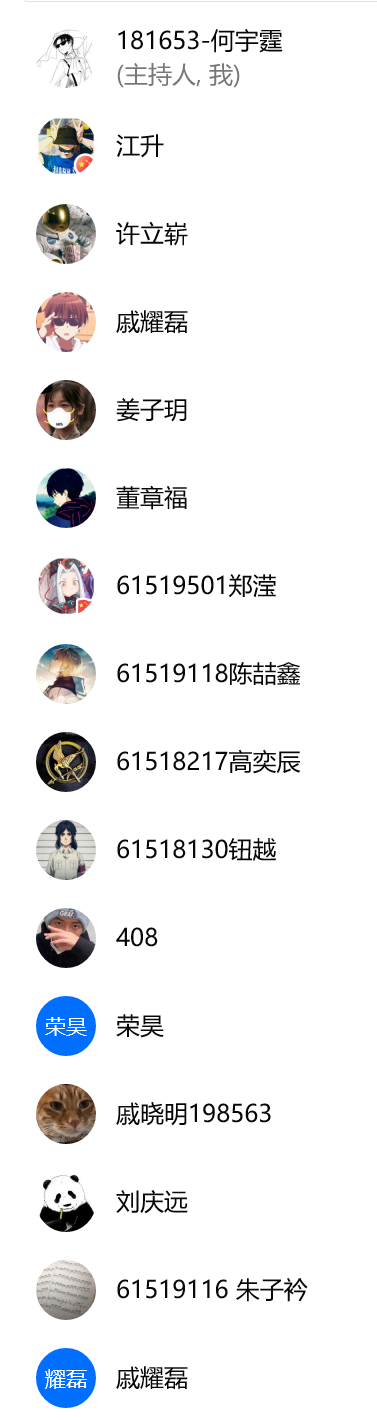 181653-何宇霆
(主持人, 我)
江升
许立崭
戚耀磊
姜子玥
董章福
61519501郑滢
61519118陈喆鑫
61518217高奕辰
61518130钮越
408
荣昊
荣昊
戚晓明198563
刘庆远
61519116 朱子衿
耀磊
戚耀磊